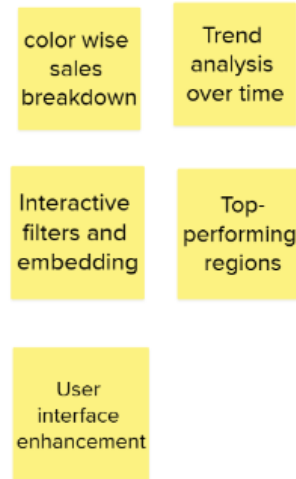 color wise
sales
breakdown
Trend
analysis
over time
Interactive
filters and
embedding
Top-
performing
regions
User
interface
enhancement